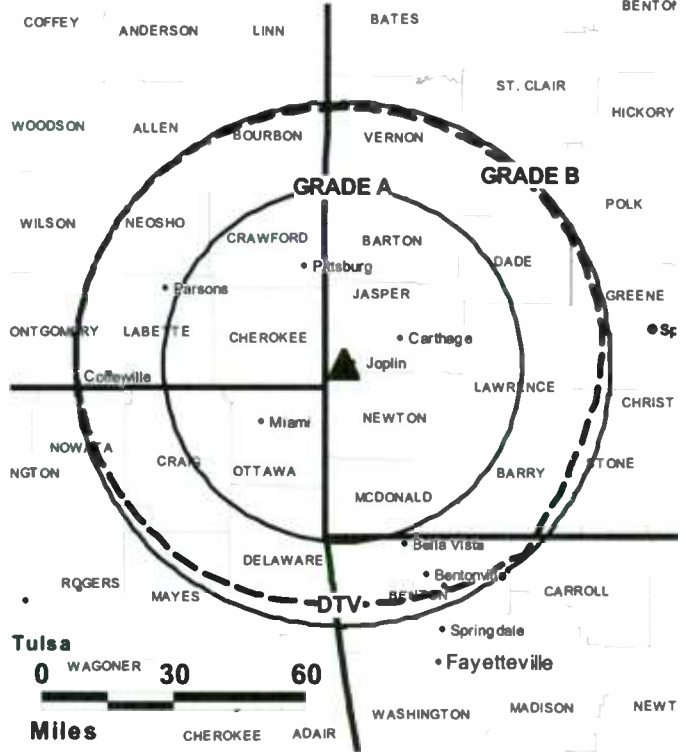 BENTON
COFFEY
ANDERSON
LINN
BATES
ST. CLAIR
HICKORY
WOODSON
ALLEN
BOURBON
VERNON
GRADE A
GRADE B
POLK
WILSON
NEOSHO
CRAWFORD
BARTON
DADE
Pittsburg
Parsons
JASPER
GREENE
ONTGOMERY
LABETTE
CHEROKEE
Carthage
Sp
Joplin
Coffeyville
LAWRENCE
CHRIST
Miami
NEWTON
NOWATA
NGTON
CRAIG
OTTAWA
BARRY
STONE
MCDONALD
Bella Vista
DELAWARE
Bentonville
ROGERS
MAYES
DTV
BENTON
CARROLL
Springdale
Tulsa
WAGONER
Fayetteville
0 30 60
Miles
WASHINGTON
MADISON
NEWT
CHEROKEE
ADAIR